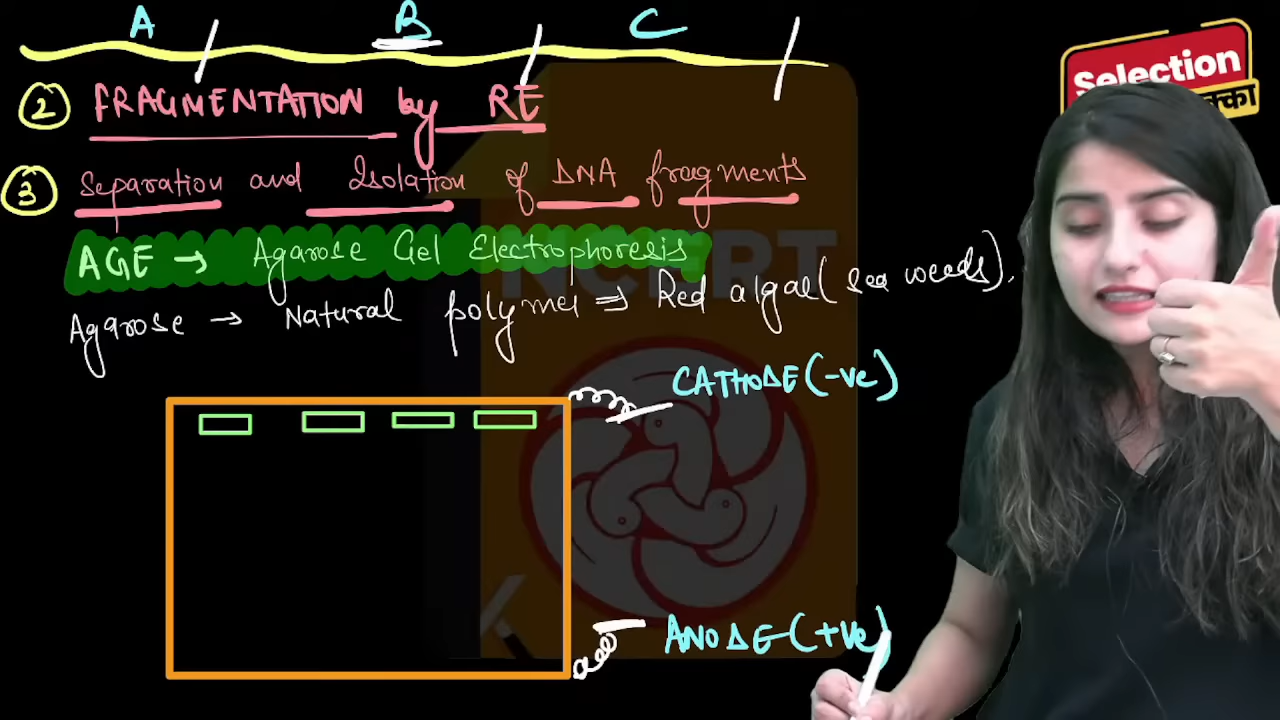 A B C
② FRAGMENTATION by RE
③ Separation and Isolation of DNA fragments
AGE → Agarose Gel Electrophoresis
Agarose → Natural polymer ⇒ Red algae (sea weeds).
CATHODE (-ve)
ANODE (+ve)
Selection
क्का
NCERT